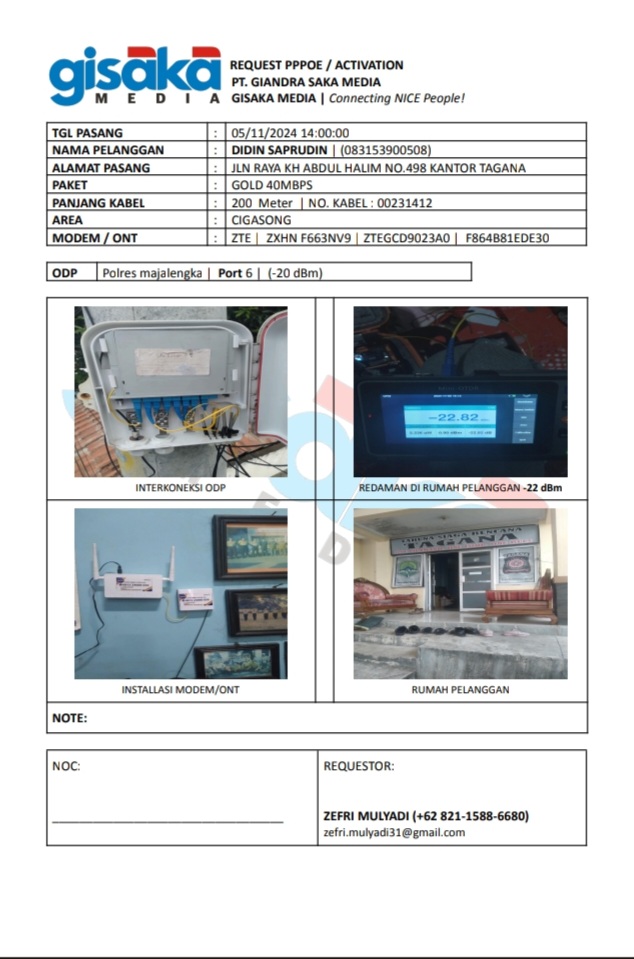 gisaka
MEDIA
REQUEST PPPOE / ACTIVATION
PT. GIANDRA SAKA MEDIA
GISAKA MEDIA | Connecting NICE People!
TGL PASANG : 05/11/2024 14:00:00
NAMA PELANGGAN : DIDIN SAPRUDIN | (083153900508)
ALAMAT PASANG : JLN RAYA KH ABDUL HALIM NO.498 KANTOR TAGANA
PAKET : GOLD 40MBPS
PANJANG KABEL : 200 Meter | NO. KABEL : 00231412
AREA : CIGASONG
MODEM / ONT : ZTE | ZXHN F663NV9 | ZTEGCD9023A0 | F864B81EDE30
ODP Polres majalengka | Port 6 | (-20 dBm)
-22.82
INTERKONEKSI ODP
REDAMAN DI RUMAH PELANGGAN -22 dBm
TAGANA
INSTALLASI MODEM/ONT
RUMAH PELANGGAN
NOTE:
NOC:
REQUESTOR:
ZEFRI MULYADI (+62 821-1588-6680)
zefri.mulyadi31@gmail.com